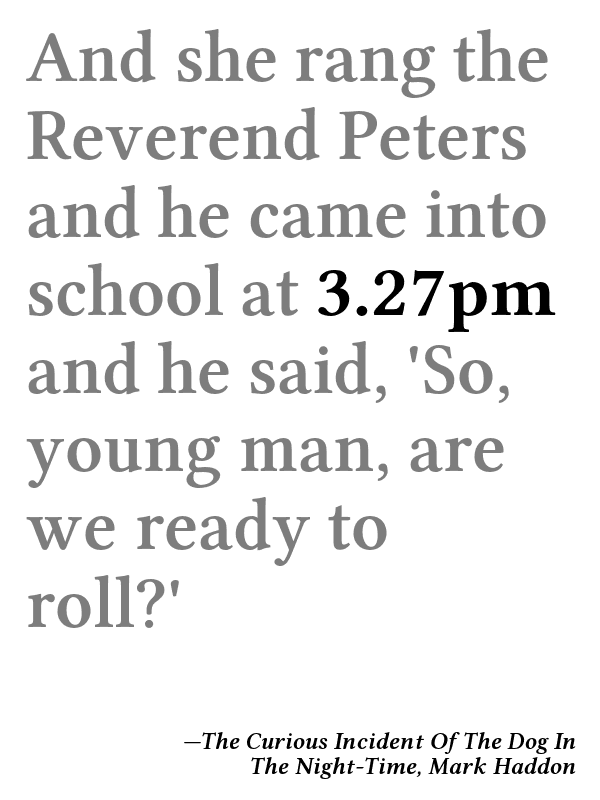 And she rang the
Reverend Peters
and he came into
school at 3.27pm
and he said, 'So,
young man, are
we ready to
roll?'
—The Curious Incident Of The Dog In
The Night-Time, Mark Haddon